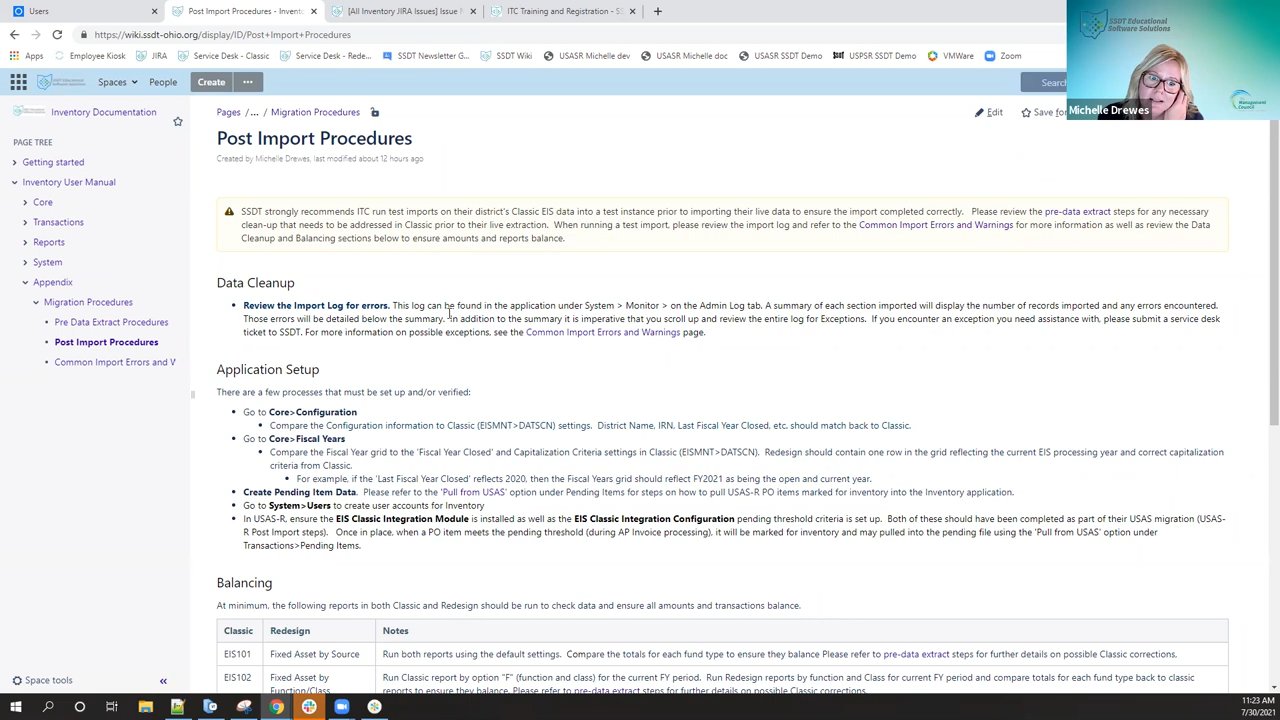 Users
Post Import Procedures - Invento
[All Inventory JIRA Issues] Issue
ITC Training and Registration - SS
https://wiki.ssdt-ohio.org/display/ID/Post+Import+Procedures
Apps
Employee Kiosk
JIRA
Service Desk - Classic
Service Desk - Rede...
SSDT Newsletter G...
SSDT Wiki
USASR Michelle dev
USASR Michelle doc
USASR SSDT Demo
USPSR SSDT Demo
VMWare
Zoom
SSDT Educational
Software Solutions
Management
Council
Michelle Drewes
Spaces
People
Create
Search
Inventory Documentation
PAGE TREE
Getting started
Inventory User Manual
Core
Transactions
Reports
System
Appendix
Migration Procedures
Pre Data Extract Procedures
Post Import Procedures
Common Import Errors and V
Space tools
Pages / ... / Migration Procedures
Edit
Save for
Post Import Procedures
Created by Michelle Drewes, last modified about 12 hours ago
SSDT strongly recommends ITC run test imports on their district's Classic EIS data into a test instance prior to importing their live data to ensure the import completed correctly. Please review the pre-data extract steps for any necessary
clean-up that needs to be addressed in Classic prior to their live extraction. When running a test import, please review the import log and refer to the Common Import Errors and Warnings for more information as well as review the Data
Cleanup and Balancing sections below to ensure amounts and reports balance.
Data Cleanup
• Review the Import Log for errors. This log can be found in the application under System > Monitor > on the Admin Log tab. A summary of each section imported will display the number of records imported and any errors encountered.
Those errors will be detailed below the summary. In addition to the summary it is imperative that you scroll up and review the entire log for Exceptions. If you encounter an exception you need assistance with, please submit a service desk
ticket to SSDT. For more information on possible exceptions, see the Common Import Errors and Warnings page.
Application Setup
There are a few processes that must be set up and/or verified:
• Go to Core>Configuration
• Compare the Configuration information to Classic (EISMNT>DATSCN) settings. District Name, IRN, Last Fiscal Year Closed, etc. should match back to Classic.
• Go to Core>Fiscal Years
• Compare the Fiscal Year grid to the 'Fiscal Year Closed' and Capitalization Criteria settings in Classic (EISMNT>DATSCN). Redesign should contain one row in the grid reflecting the current EIS processing year and correct capitalization
criteria from Classic.
• For example, if the 'Last Fiscal Year Closed' reflects 2020, then the Fiscal Years grid should reflect FY2021 as being the open and current year.
• Create Pending Item Data. Please refer to the 'Pull from USAS' option under Pending Items for steps on how to pull USAS-R PO items marked for inventory into the Inventory application.
• Go to System>Users to create user accounts for Inventory
• In USAS-R, ensure the EIS Classic Integration Module is installed as well as the EIS Classic Integration Configuration pending threshold criteria is set up. Both of these should have been completed as part of their USAS migration (USAS-
R Post Import steps). Once in place, when a PO item meets the pending threshold (during AP Invoice processing), it will be marked for inventory and may pulled into the pending file using the 'Pull from USAS' option under
Transactions>Pending Items.
Balancing
At minimum, the following reports in both Classic and Redesign should be run to check data and ensure all amounts and transactions balance.
Classic Redesign Notes
EIS101 Fixed Asset by Source Run both reports using the default settings. Compare the totals for each fund type to ensure they balance Please refer to pre-data extract steps for further details on possible Classic corrections.
EIS102 Fixed Asset by Run Classic report by option "F" (function and class) for the current FY period. Run Redesign reports by function and Class for current FY period and compare totals for each fund type back to Classic
Function/Class reports to ensure they balance. Please refer to pre-data extract steps for further details on possible Classic corrections.
11:23 AM
7/30/2021